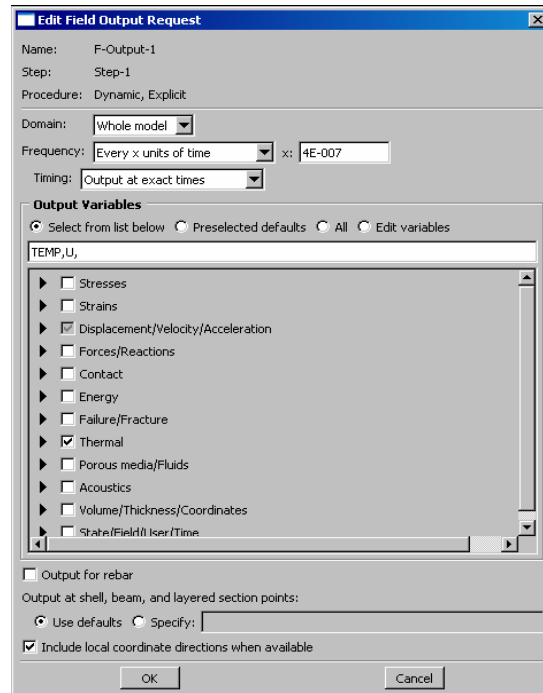 Edit Field Output Request
Name: F-Output-1
Step: Step-1
Procedure: Dynamic, Explicit
Domain: Whole model
Frequency: Every x units of time x: 4E-007
Timing: Output at exact times
Output Variables
Select from list below Preselected defaults All Edit variables
TEMP,U,
Stresses
Strains
Displacement/Velocity/Acceleration
Forces/Reactions
Contact
Energy
Failure/Fracture
Thermal
Porous media/Fluids
Acoustics
Volume/Thickness/Coordinates
State/Field/User/Time
Output for rebar
Output at shell, beam, and layered section points:
Use defaults Specify:
Include local coordinate directions when available
OK Cancel